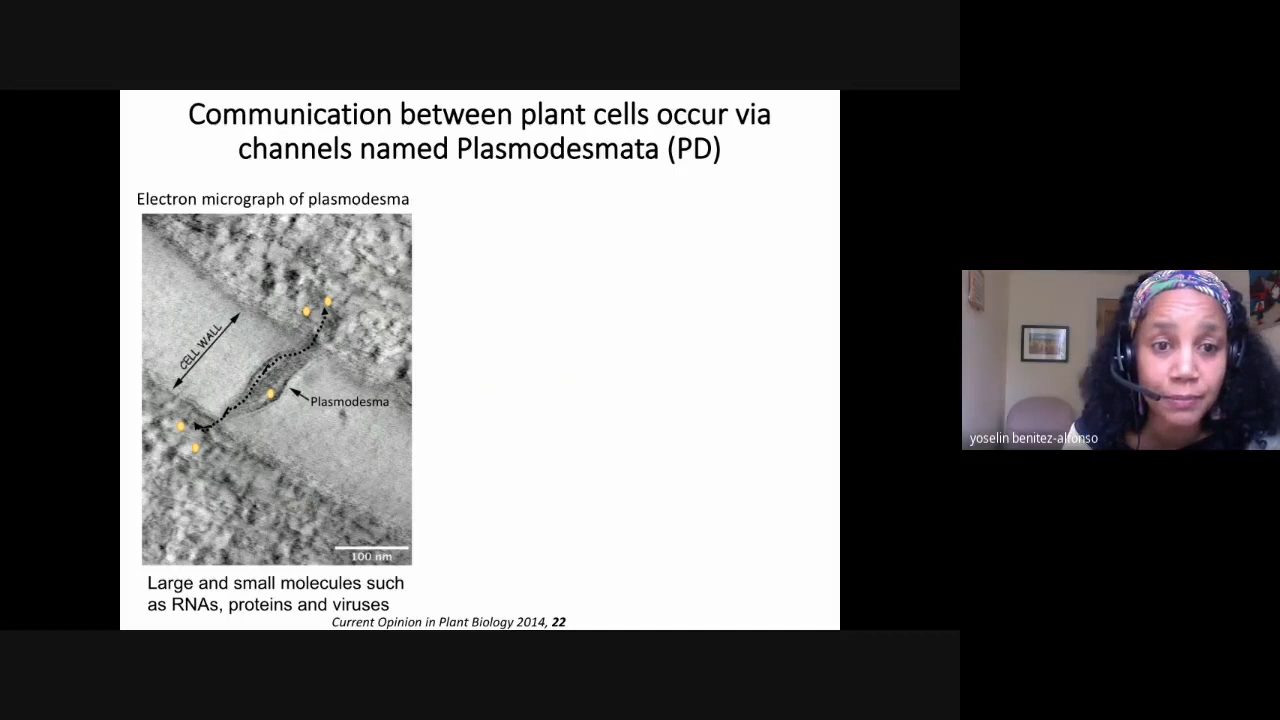 Communication between plant cells occur via
channels named Plasmodesmata (PD)
Electron micrograph of plasmodesma
CELL WALL
Plasmodesma
100 nm
Large and small molecules such
as RNAs, proteins and viruses
Current Opinion in Plant Biology 2014, 22
yoselin benitez-alfonso